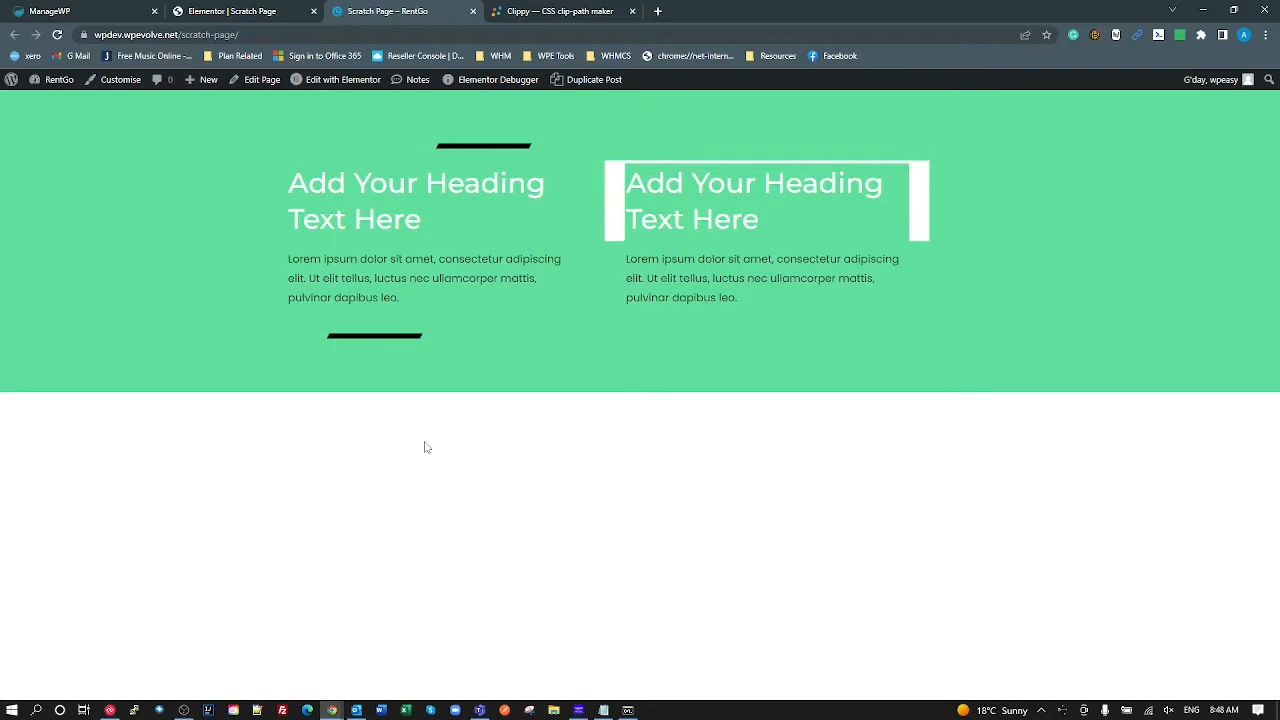 ManageWP
Elementor | Scratch Page
Scratch Page – RentGo
Clippy — CSS clip-path maker
wpdev.wpevolve.net/scratch-page/
xero
G Mail
Free Music Online -...
Plan Related
Sign in to Office 365
Reseller Console | D...
WHM
WPE Tools
WHMCS
chrome://net-intern...
Resources
Facebook
RentGo
Customise
0
New
Edit Page
Edit with Elementor
Notes
Elementor Debugger
Duplicate Post
G'day, wpeasy
Add Your Heading
Text Here
Lorem ipsum dolor sit amet, consectetur adipiscing
elit. Ut elit tellus, luctus nec ullamcorper mattis,
pulvinar dapibus leo.
Add Your Heading
Text Here
Lorem ipsum dolor sit amet, consectetur adipiscing
elit. Ut elit tellus, luctus nec ullamcorper mattis,
pulvinar dapibus leo.
18°C Sunny
8:48 AM